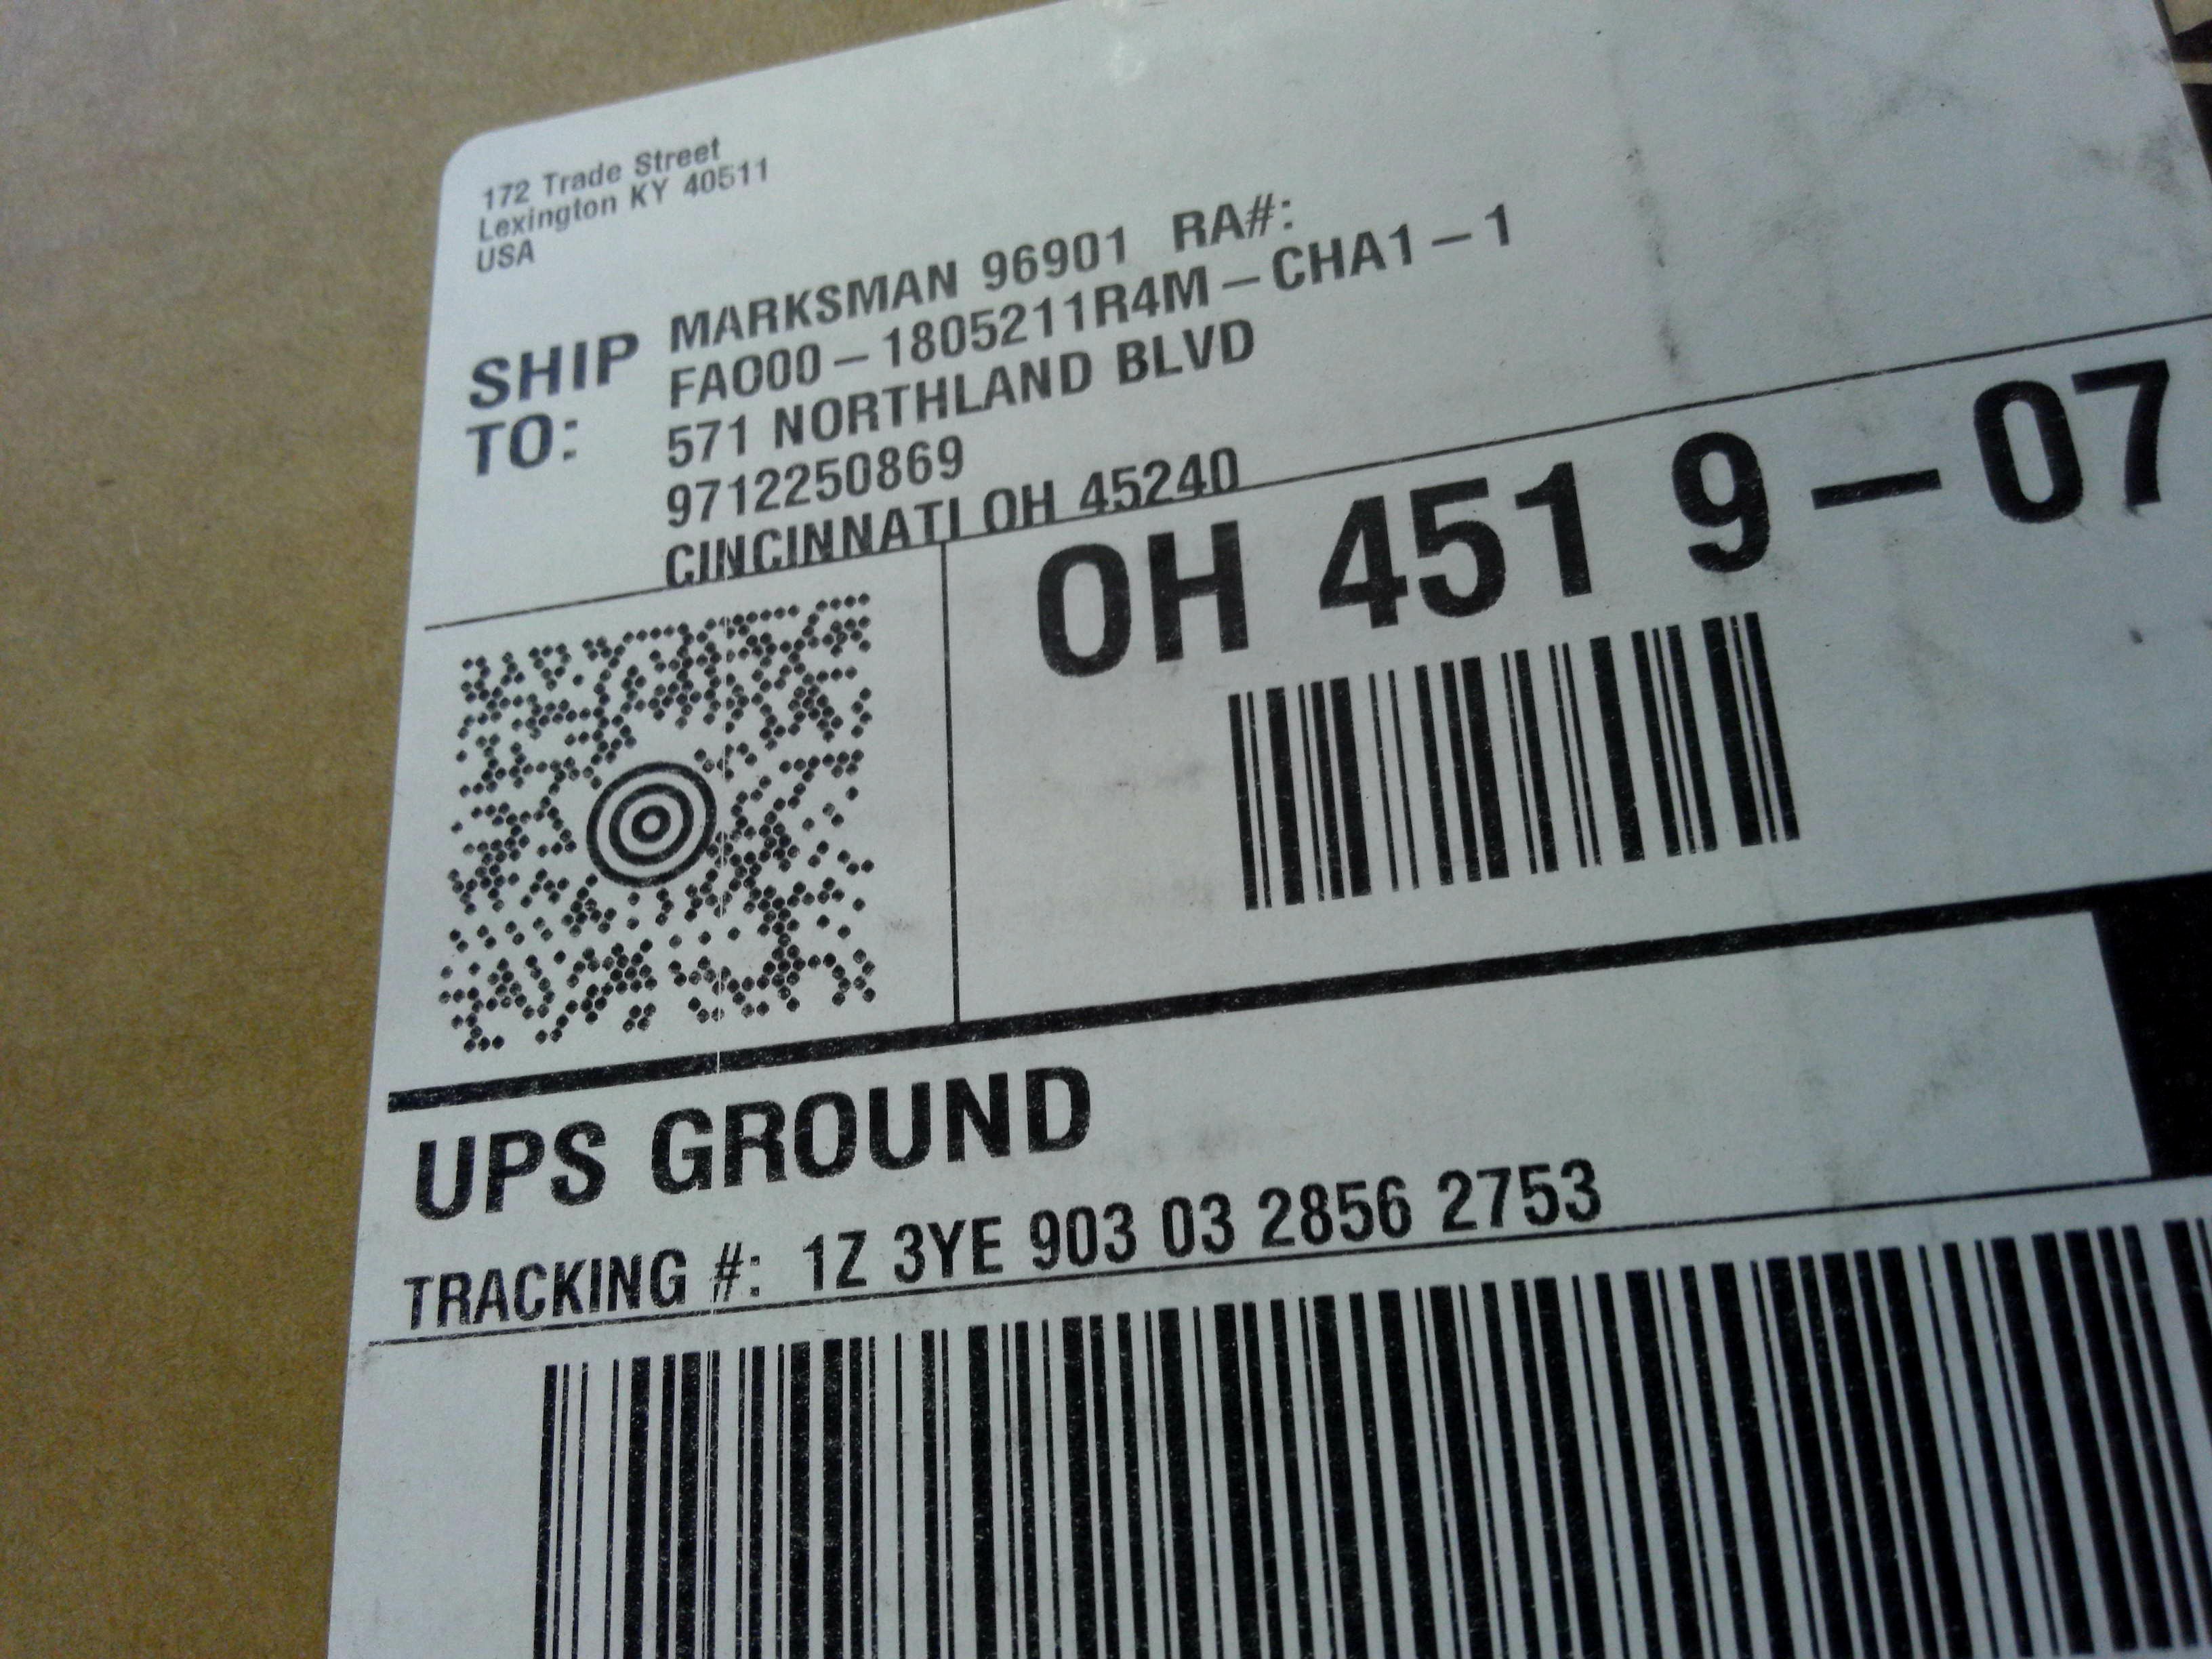 172 Trade Street
Lexington KY 40511
USA
SHIP TO:
MARKSMAN 96901 RA#:
FAO00-1805211R4M-CHA1-1
571 NORTHLAND BLVD
9712250869
CINCINNATI OH 45240
OH 451 9-07
UPS GROUND
TRACKING #: 1Z 3YE 903 03 2856 2753